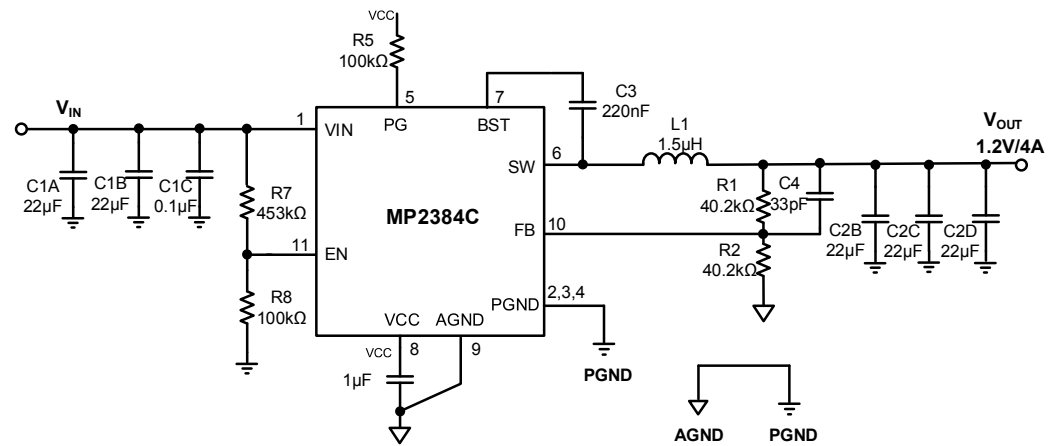 VCC
R5
100kΩ
5
7
C3
220nF
V_IN
1
VIN
PG
BST
L1
1.5µH
V_OUT
1.2V/4A
6
SW
C1A
22µF
C1B
22µF
C1C
0.1µF
R7
453kΩ
MP2384C
R1
40.2kΩ
C4
33pF
FB
10
C2B
22µF
C2C
22µF
C2D
22µF
11
EN
R2
40.2kΩ
R8
100kΩ
2,3,4
PGND
VCC
AGND
VCC
8
9
1µF
PGND
AGND
PGND